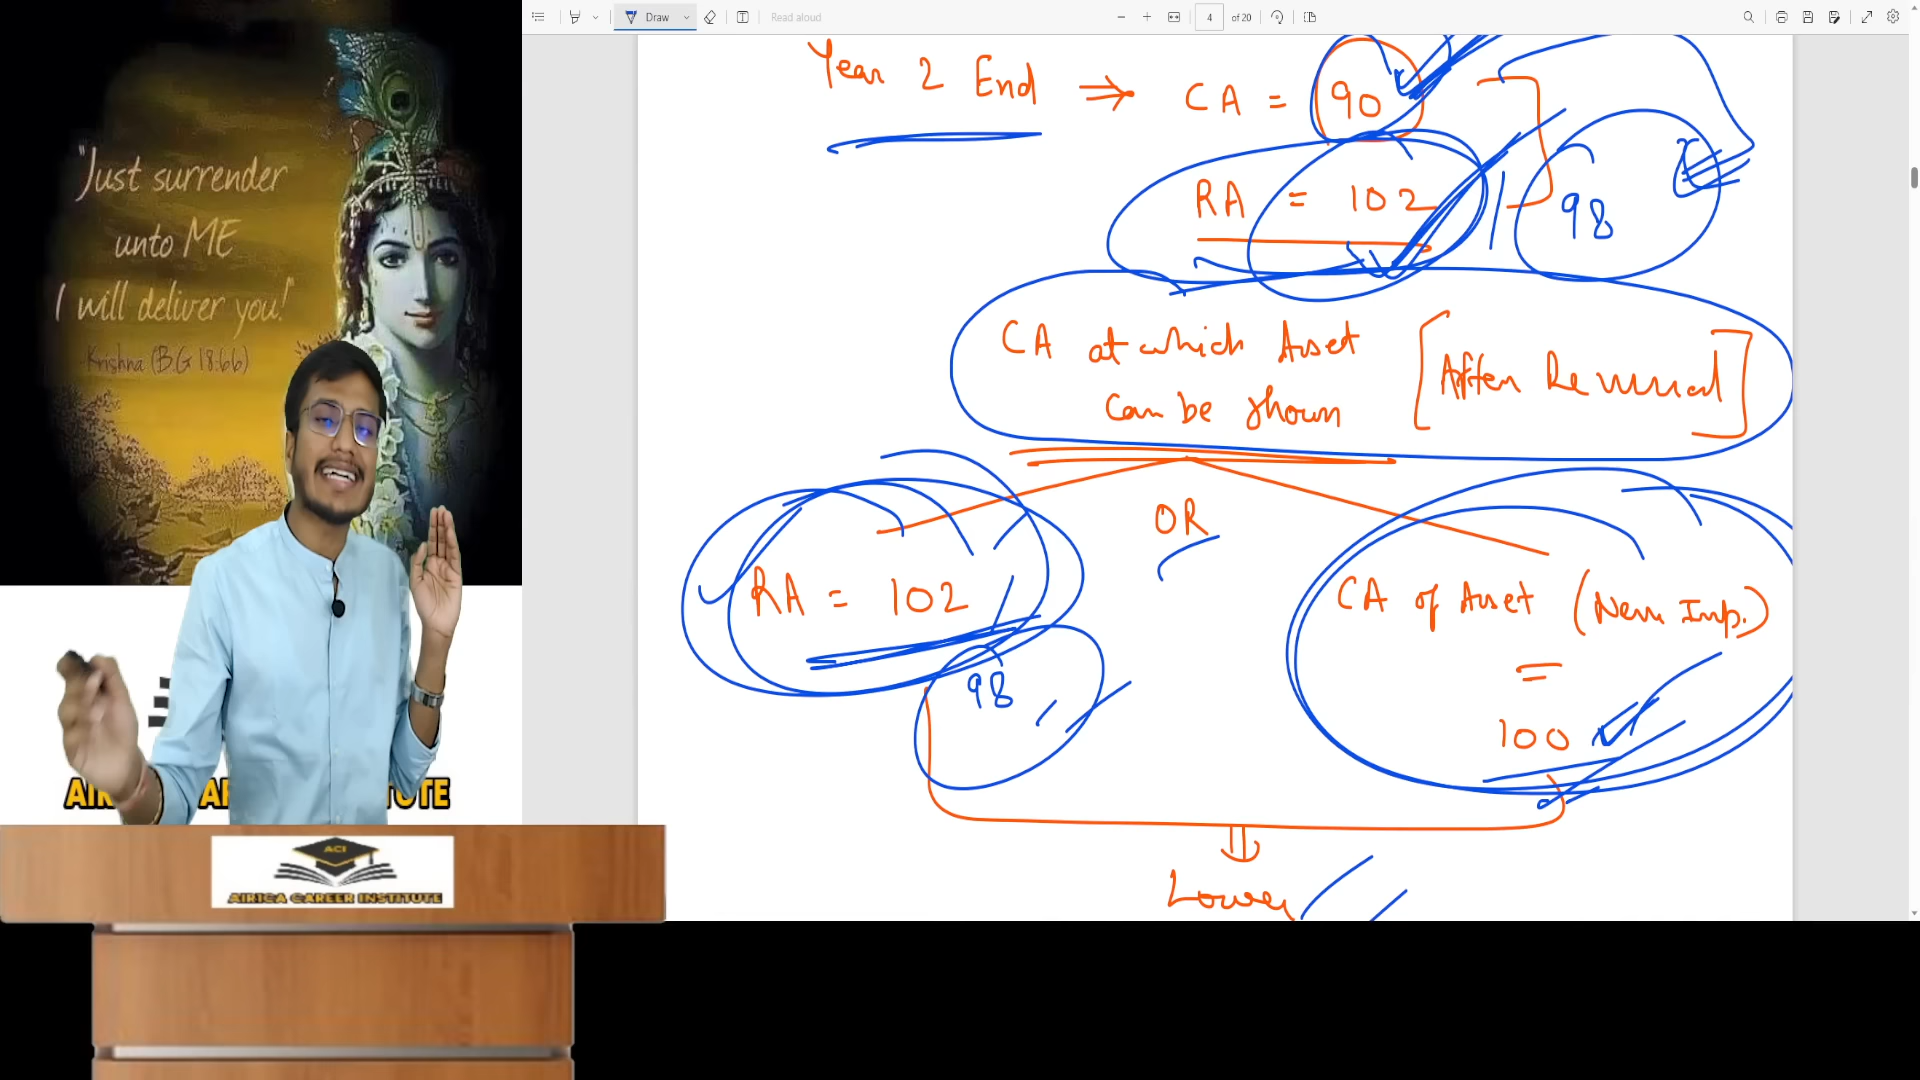 Draw
Read aloud
4 of 20
"Just surrender
unto ME
I will deliver you!"
Krishna (B.G 18:66)
Year 2 End ⇒ CA = 90
RA = 102 / 98
CA at which Asset
can be shown
[After Reversal]
OR
RA = 102 / 98
CA of Asset (New Imp.)
=
100
Lower
ACI
AIRICA CAREER INSTITUTE